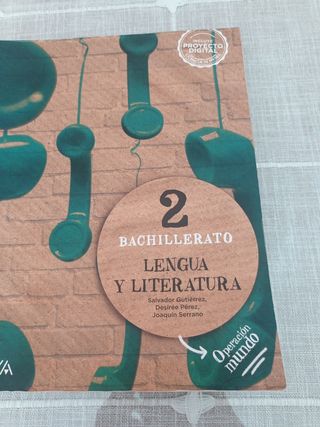 INCLUYE
PROYECTO
DIGITAL
2
BACHILLERATO
LENGUA
Y LITERATURA
Salvador Gutiérrez,
Desirée Pérez,
Joaquín Serrano
Operación
mundo